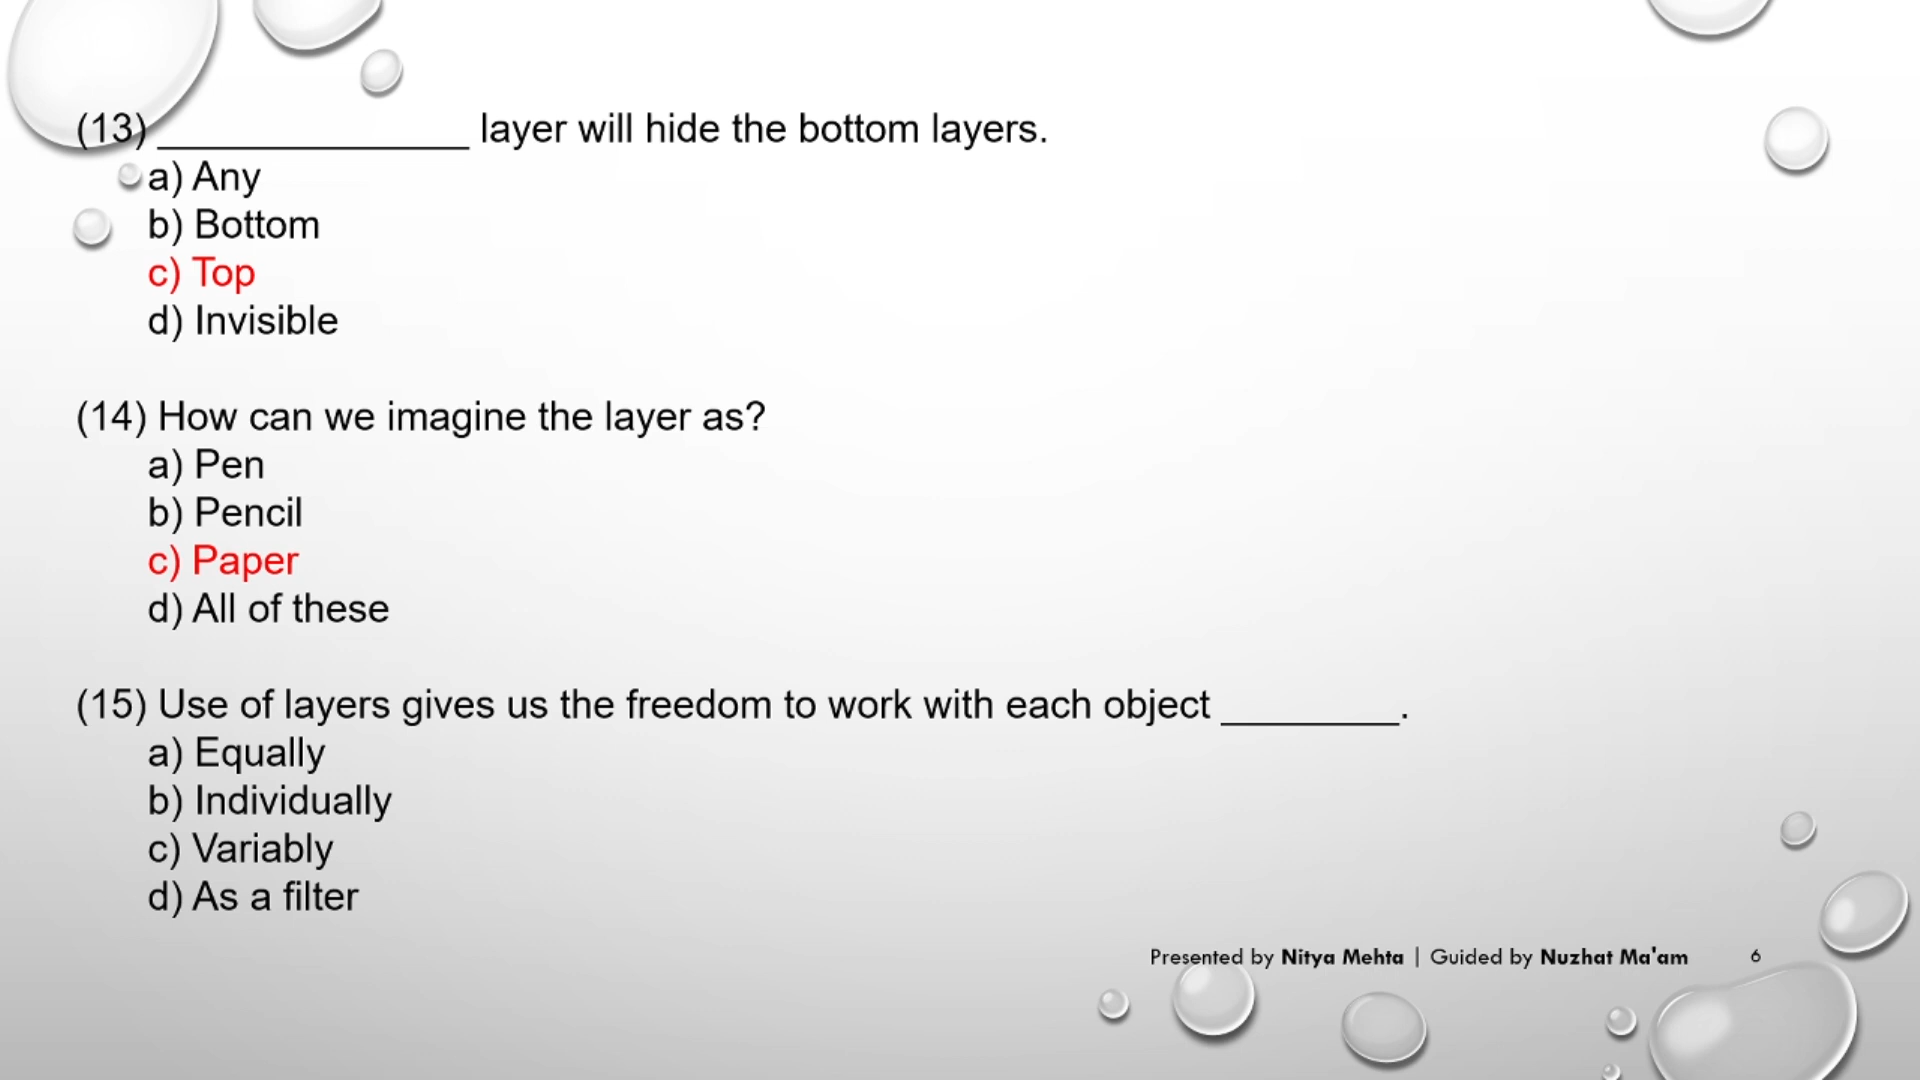 (13) ______________ layer will hide the bottom layers.
a) Any
b) Bottom
c) Top
d) Invisible
(14) How can we imagine the layer as?
a) Pen
b) Pencil
c) Paper
d) All of these
(15) Use of layers gives us the freedom to work with each object ________.
a) Equally
b) Individually
c) Variably
d) As a filter
Presented by Nitya Mehta | Guided by Nuzhat Ma'am 6